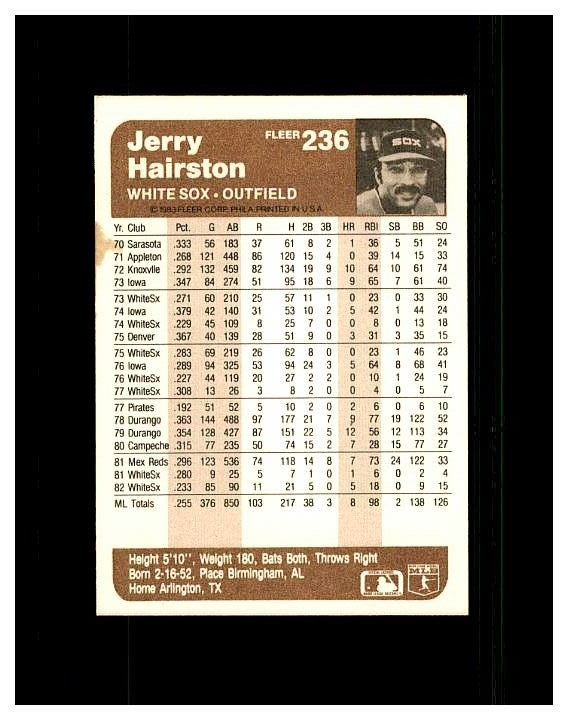 Jerry FLEER 236
Hairston
WHITE SOX • OUTFIELD
© 1983 FLEER CORP. PHILA. PRINTED IN U.S.A.
SOX
Yr. Club Pct. G AB R H 2B 3B HR RBI SB BB SO
70 Sarasota .333 56 183 37 61 8 2 1 36 5 51 24
71 Appleton .268 121 448 86 120 15 4 0 39 14 15 33
72 Knoxvlle .292 132 459 82 134 19 9 10 64 10 61 74
73 Iowa .347 84 274 51 95 18 6 9 65 7 61 40
73 WhiteSx .271 60 210 25 57 11 1 0 23 0 33 30
74 Iowa .379 42 140 31 53 10 2 5 42 1 44 24
74 WhiteSx .229 45 109 8 25 7 0 0 8 0 13 18
75 Denver .367 40 139 28 51 9 0 3 31 3 35 15
75 WhiteSx .283 69 219 26 62 8 0 0 23 1 46 23
76 Iowa .289 94 325 53 94 24 3 5 64 8 68 41
76 WhiteSx .227 44 119 20 27 2 2 0 10 1 24 19
77 WhiteSx .308 13 26 3 8 2 0 0 4 0 5 7
77 Pirates .192 51 52 5 10 2 0 2 6 0 6 10
78 Durango .363 144 488 97 177 21 7 9 77 19 122 52
79 Durango .354 128 427 87 151 22 5 12 56 12 113 34
80 Campeche .315 77 235 50 74 15 2 7 28 15 77 27
81 Mex Reds .296 123 536 74 118 14 8 7 73 24 122 33
81 WhiteSx .280 9 25 5 7 1 0 1 6 0 2 4
82 WhiteSx .233 85 90 11 21 5 0 5 18 0 9 15
ML Totals .255 376 850 103 217 38 3 8 98 2 138 126
Height 5'10'', Weight 180, Bats Both, Throws Right
Born 2-16-52, Place Birmingham, AL
Home Arlington, TX
MLB